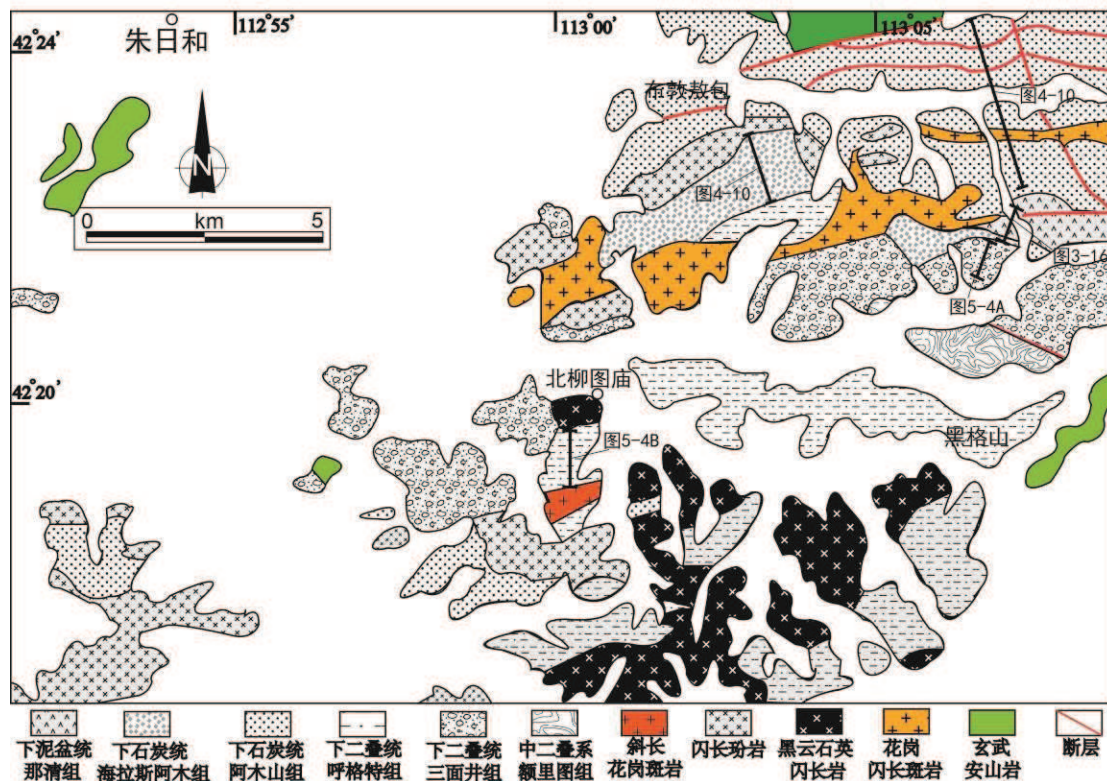 42°24′
朱日和
112°55′
113°00′
113°05′
布敦敖包
图4-10
图4-10
N
0 km 5
图3-16
图5-4A
42°20′
北柳图庙
图5-4B
黑格山
下泥盆统
那清组
下石炭统
海拉斯阿木组
下石炭统
阿木山组
下二叠统
呼格特组
下二叠统
三面井组
中二叠系
额里图组
斜长
花岗斑岩
闪长玢岩
黑云石英
闪长岩
花岗
闪长斑岩
玄武
安山岩
断层